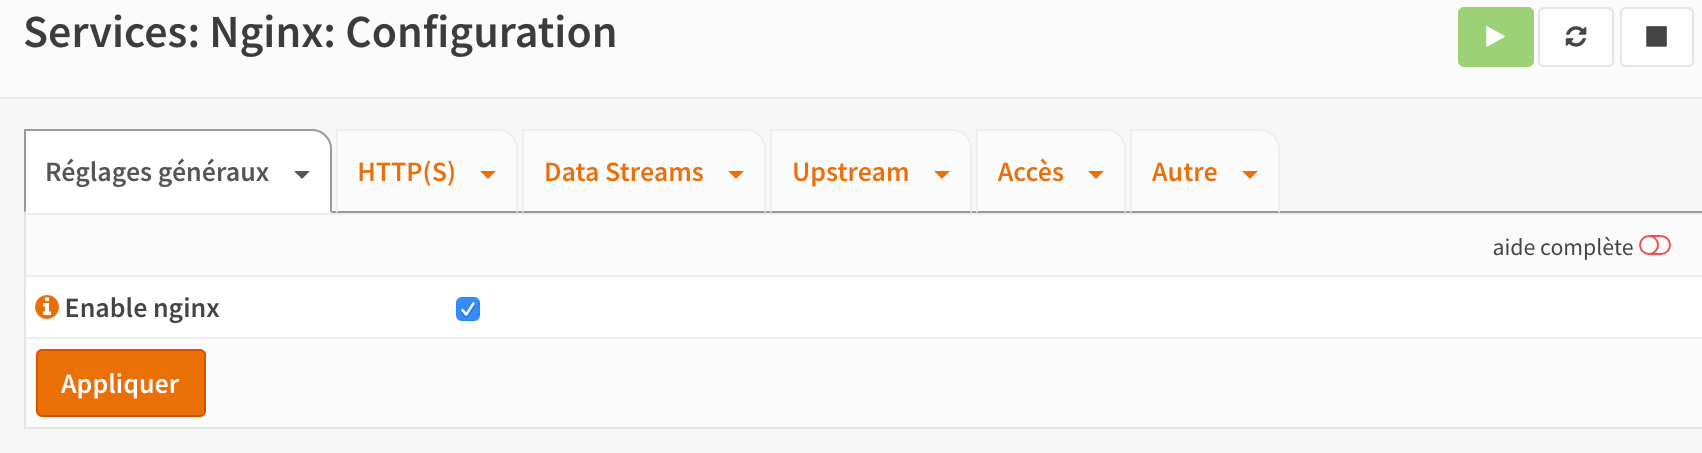 Services: Nginx: Configuration
Réglages généraux HTTP(S) Data Streams Upstream Accès Autre
aide complète
Enable nginx
Appliquer